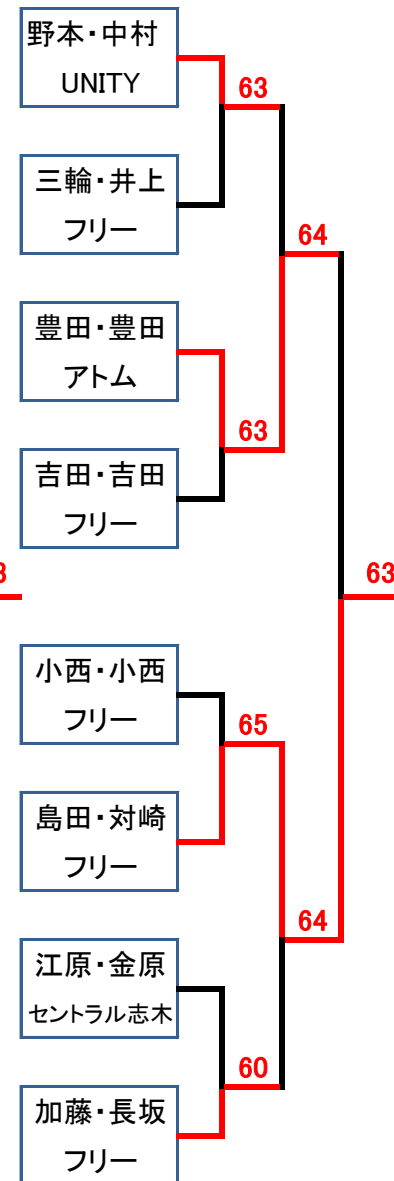 野本・中村
UNITY
63
三輪・井上
フリー
64
豊田・豊田
アトム
63
吉田・吉田
フリー
3
63
小西・小西
フリー
65
島田・対崎
フリー
64
江原・金原
セントラル志木
60
加藤・長坂
フリー